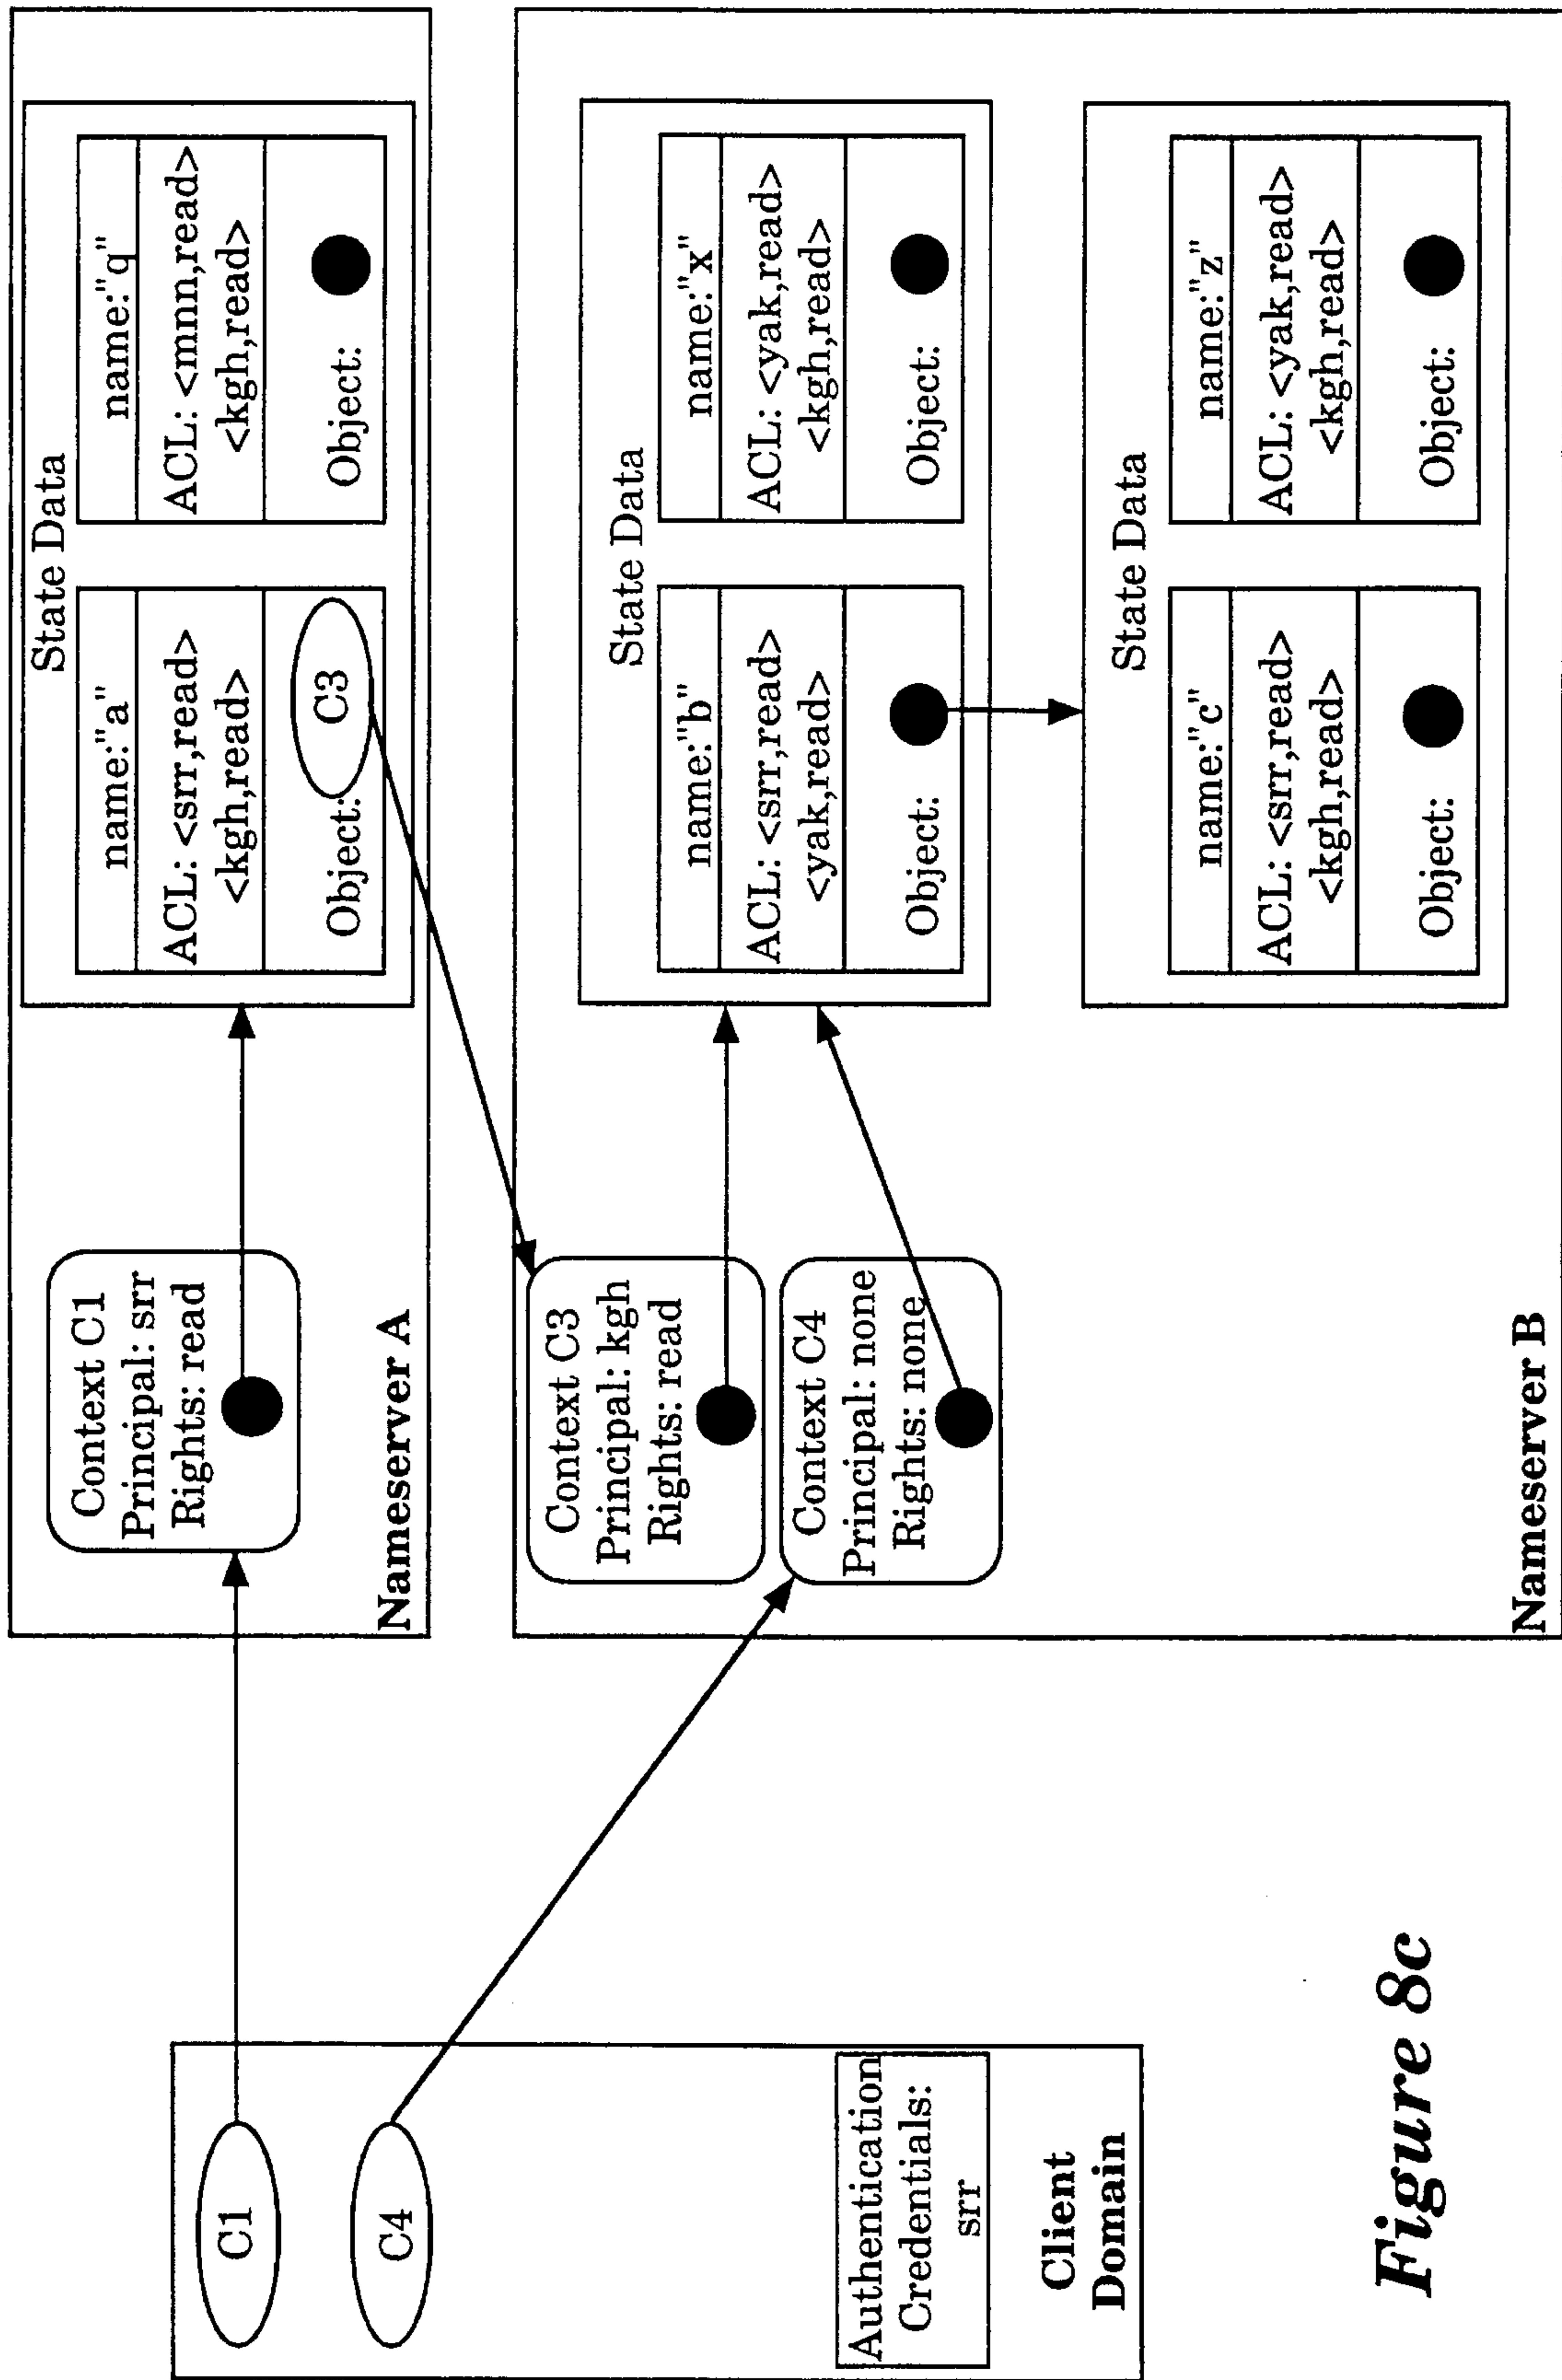 C1
C4
Authentication
Credentials:
srr
Client
Domain
Context C1
Principal: srr
Rights: read
Nameserver A
State Data
name:"a"
ACL: <srr,read>
<kgh,read>
Object:
C3
name:"q"
ACL: <mnn,read>
<kgh,read>
Object:
Context C3
Principal: kgh
Rights: read
Context C4
Principal: none
Rights: none
Nameserver B
State Data
name:"b"
ACL: <srr,read>
<yak,read>
Object:
name:"x"
ACL: <yak,read>
<kgh,read>
Object:
State Data
name:"c"
ACL: <srr,read>
<kgh,read>
Object:
name:"z"
ACL: <yak,read>
<kgh,read>
Object:
Figure 8c